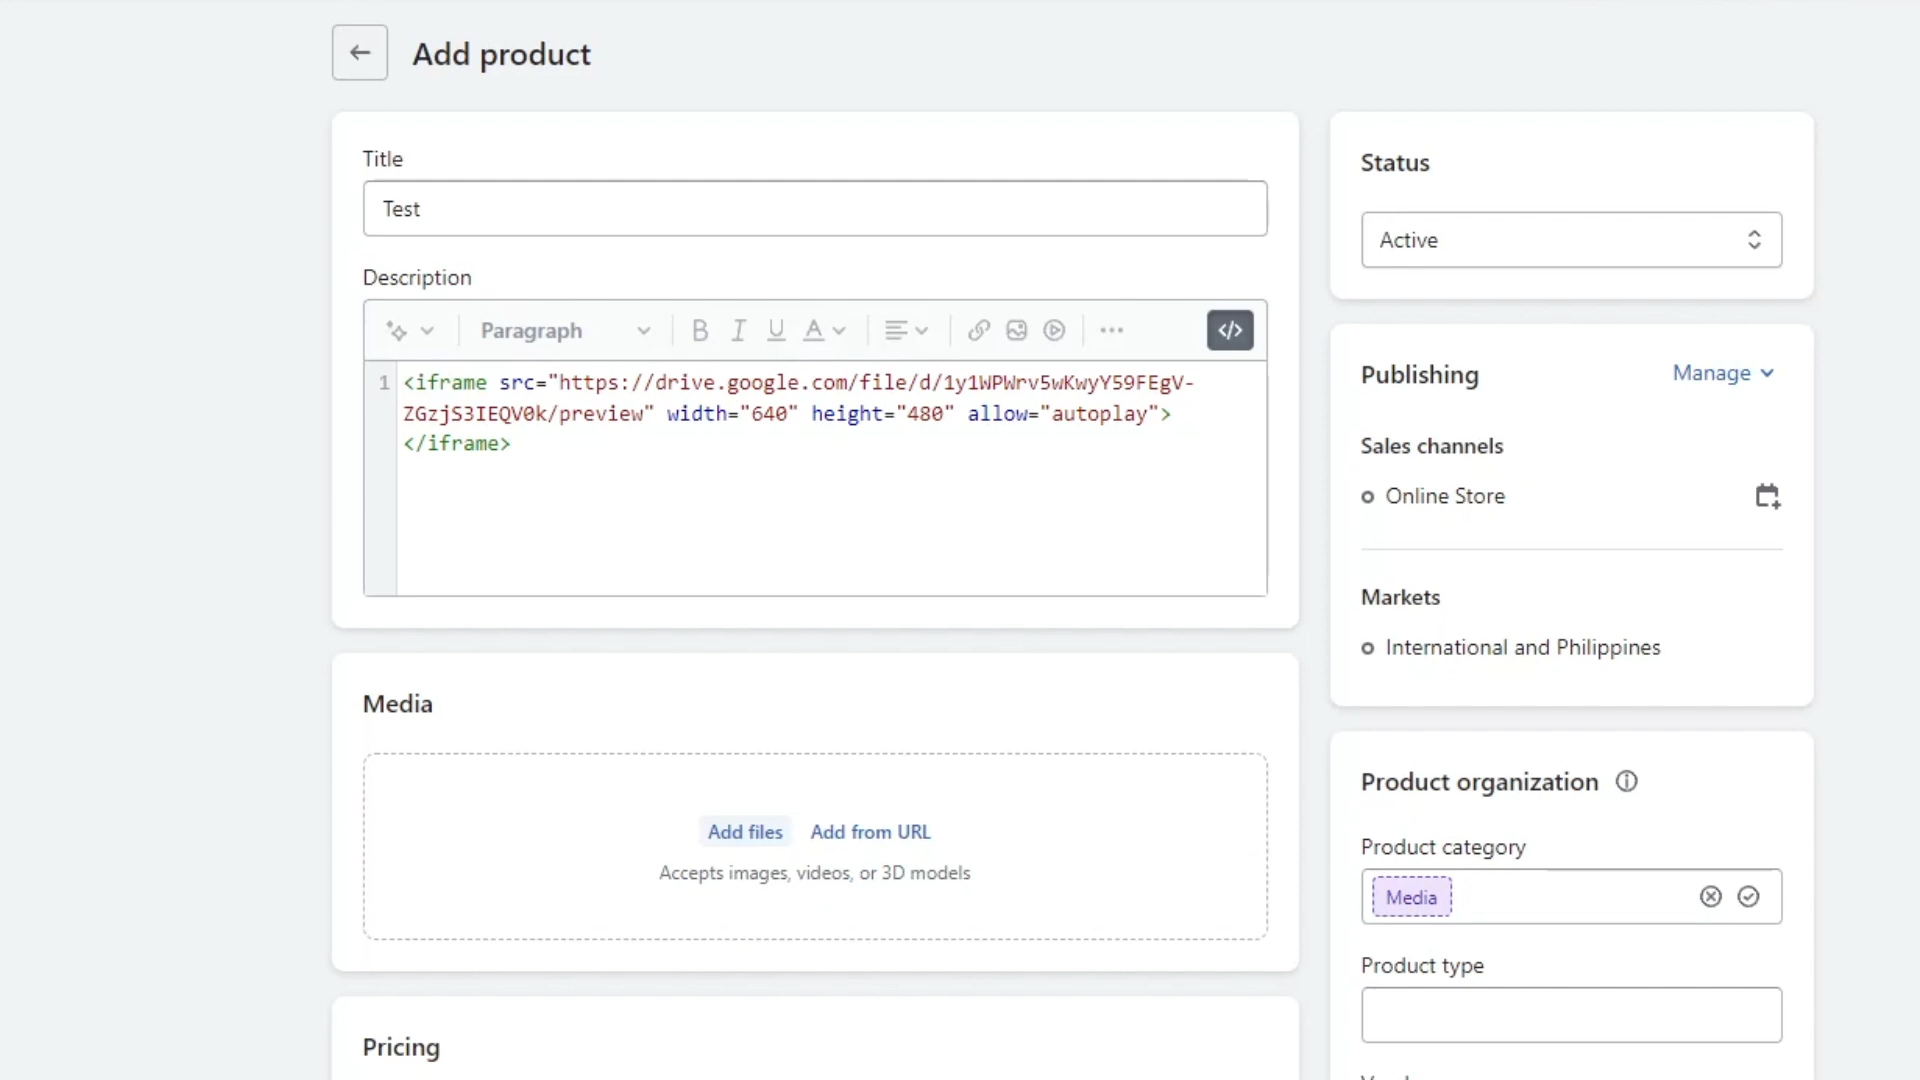 Add product
Title
Test
Description
Paragraph
B I U A
</>
1 <iframe src="https://drive.google.com/file/d/1y1WPWrv5wKwyY59FEgV-
ZGzjS3IEQV0k/preview" width="640" height="480" allow="autoplay">
</iframe>
Media
Add files Add from URL
Accepts images, videos, or 3D models
Pricing
Status
Active
Publishing Manage
Sales channels
Online Store
Markets
International and Philippines
Product organization
Product category
Media
Product type